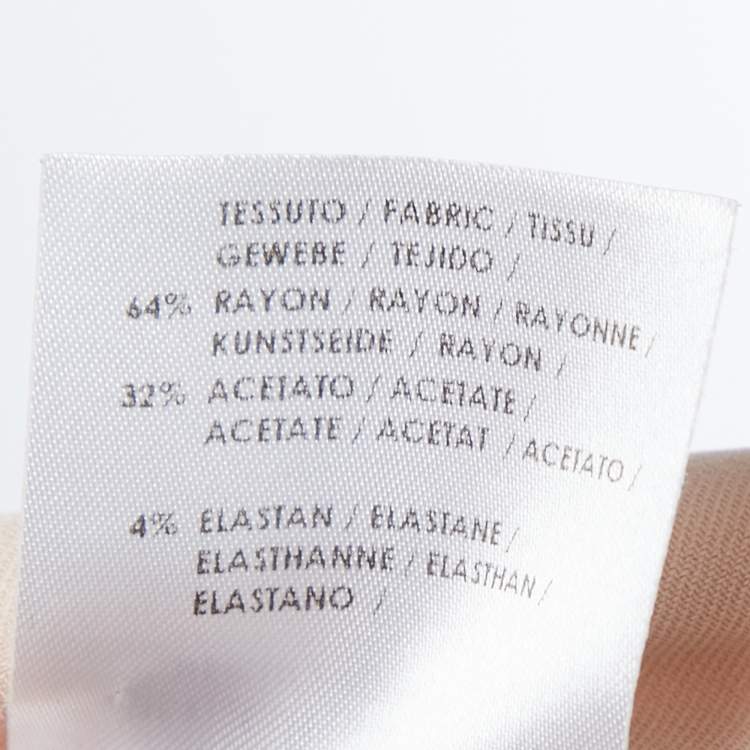 TESSUTO / FABRIC / TISSU /
GEWEBE / TEJIDO /
64% RAYON / RAYON / RAYONNE /
KUNSTSEIDE / RAYON /
32% ACETATO / ACETATE /
ACETATE / ACETAT / ACETATO /
4% ELASTAN / ELASTANE /
ELASTHANNE / ELASTHAN /
ELASTANO /